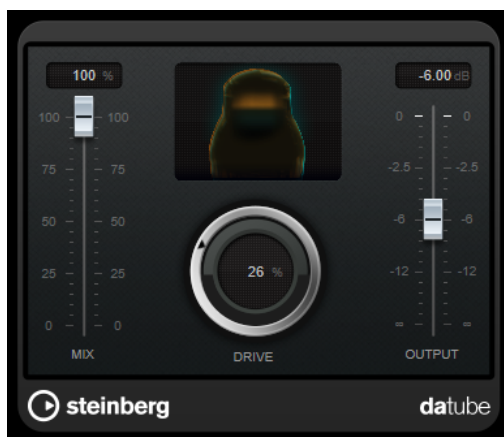 100 %
-6.00 dB
100 100
75 75
50 50
25 25
0 0
MIX
26 %
DRIVE
0 0
-2.5 -2.5
-6 -6
-12 -12
∞ ∞
OUTPUT
steinberg
datube